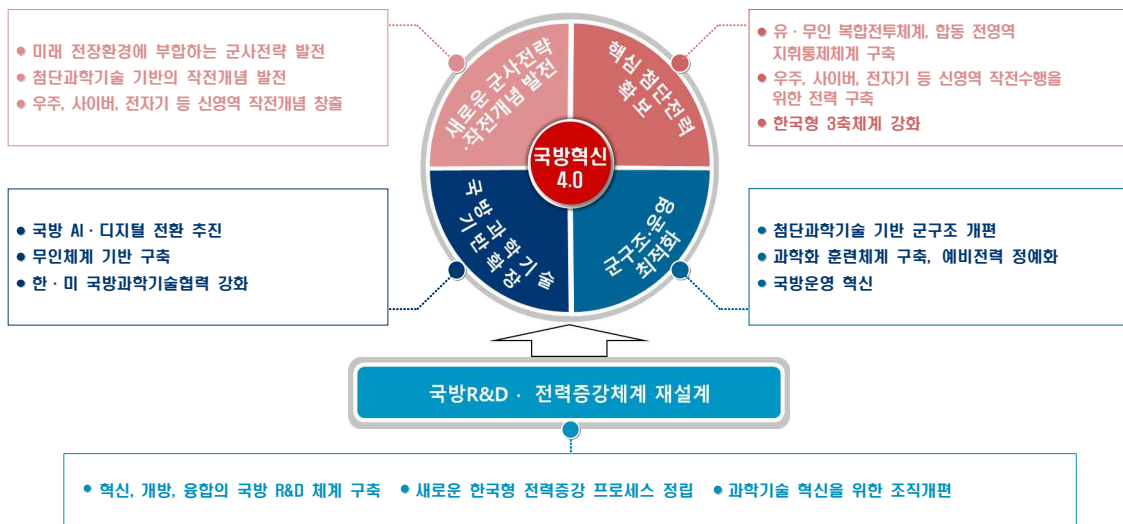 • 미래 전장환경에 부합하는 군사전략 발전
• 첨단과학기술 기반의 작전개념 발전
• 우주, 사이버, 전자기 등 신영역 작전개념 창출
새로운 군사전략
·작전개념 발전
핵심 첨단전력
확보
• 유·무인 복합전투체계, 합동 전영역
지휘통제체계 구축
• 우주, 사이버, 전자기 등 신영역 작전수행을
위한 전력 구축
• 한국형 3축체계 강화
국방혁신
4.0
• 국방 AI·디지털 전환 추진
• 무인체계 기반 구축
• 한·미 국방과학기술협력 강화
국방과학기술
기반확장
군구조·운영
최적화
• 첨단과학기술 기반 군구조 개편
• 과학화 훈련체계 구축, 예비전력 정예화
• 국방운영 혁신
국방R&D · 전력증강체계 재설계
• 혁신, 개방, 융합의 국방 R&D 체계 구축 • 새로운 한국형 전력증강 프로세스 정립 • 과학기술 혁신을 위한 조직개편